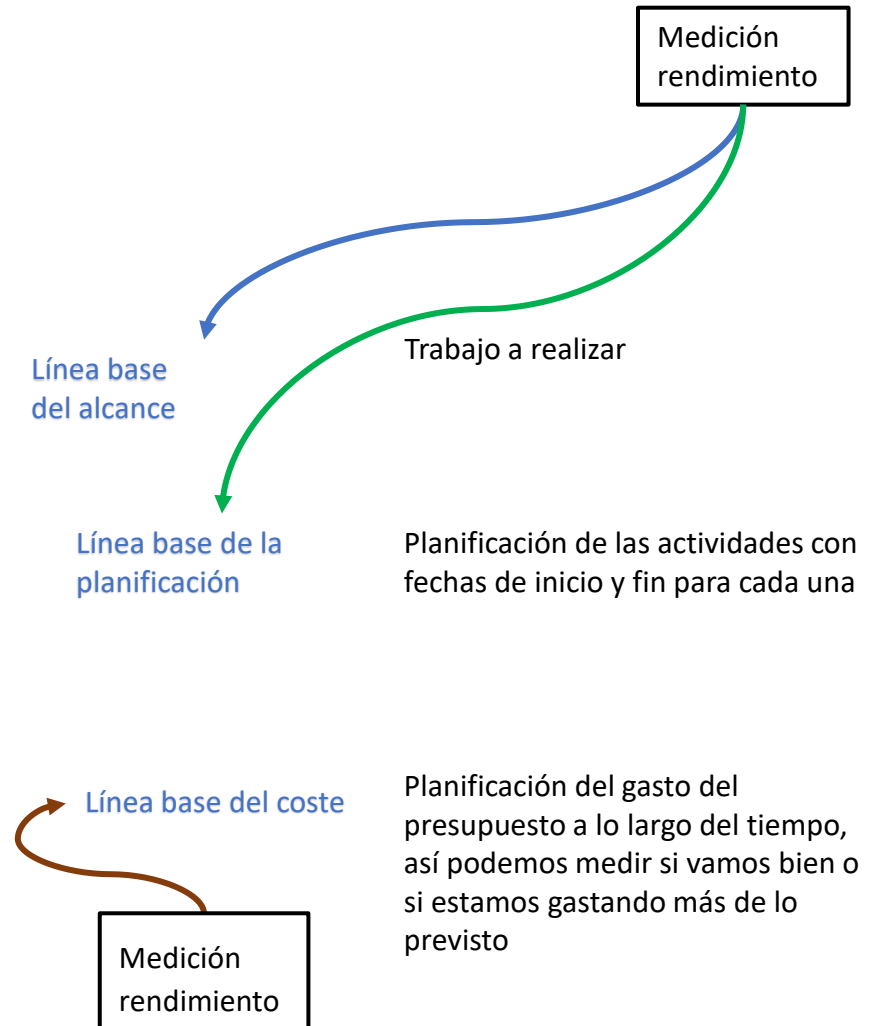 Medición
rendimiento
Trabajo a realizar
Línea base
del alcance
Línea base de la
planificación
Planificación de las actividades con
fechas de inicio y fin para cada una
Línea base del coste
Planificación del gasto del
presupuesto a lo largo del tiempo,
así podemos medir si vamos bien o
si estamos gastando más de lo
previsto
Medición
rendimiento